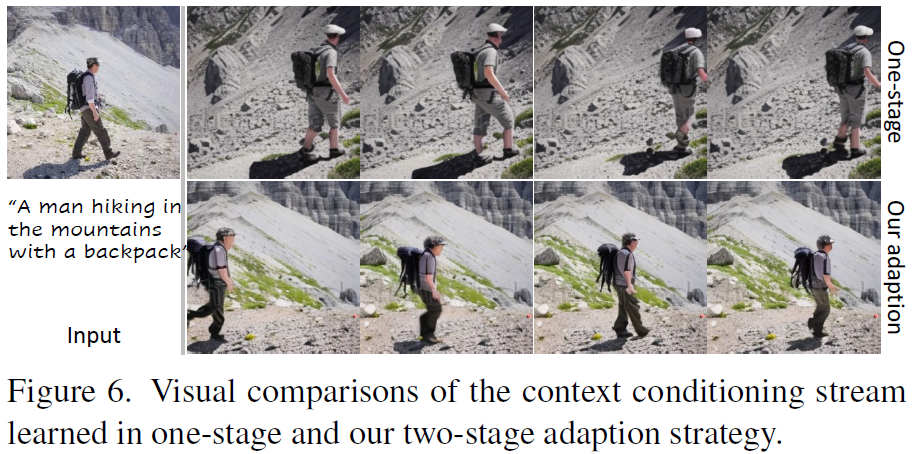 One-stage
"A man hiking in
the mountains
with a backpack"
Our adaption
Input
Figure 6. Visual comparisons of the context conditioning stream
learned in one-stage and our two-stage adaption strategy.